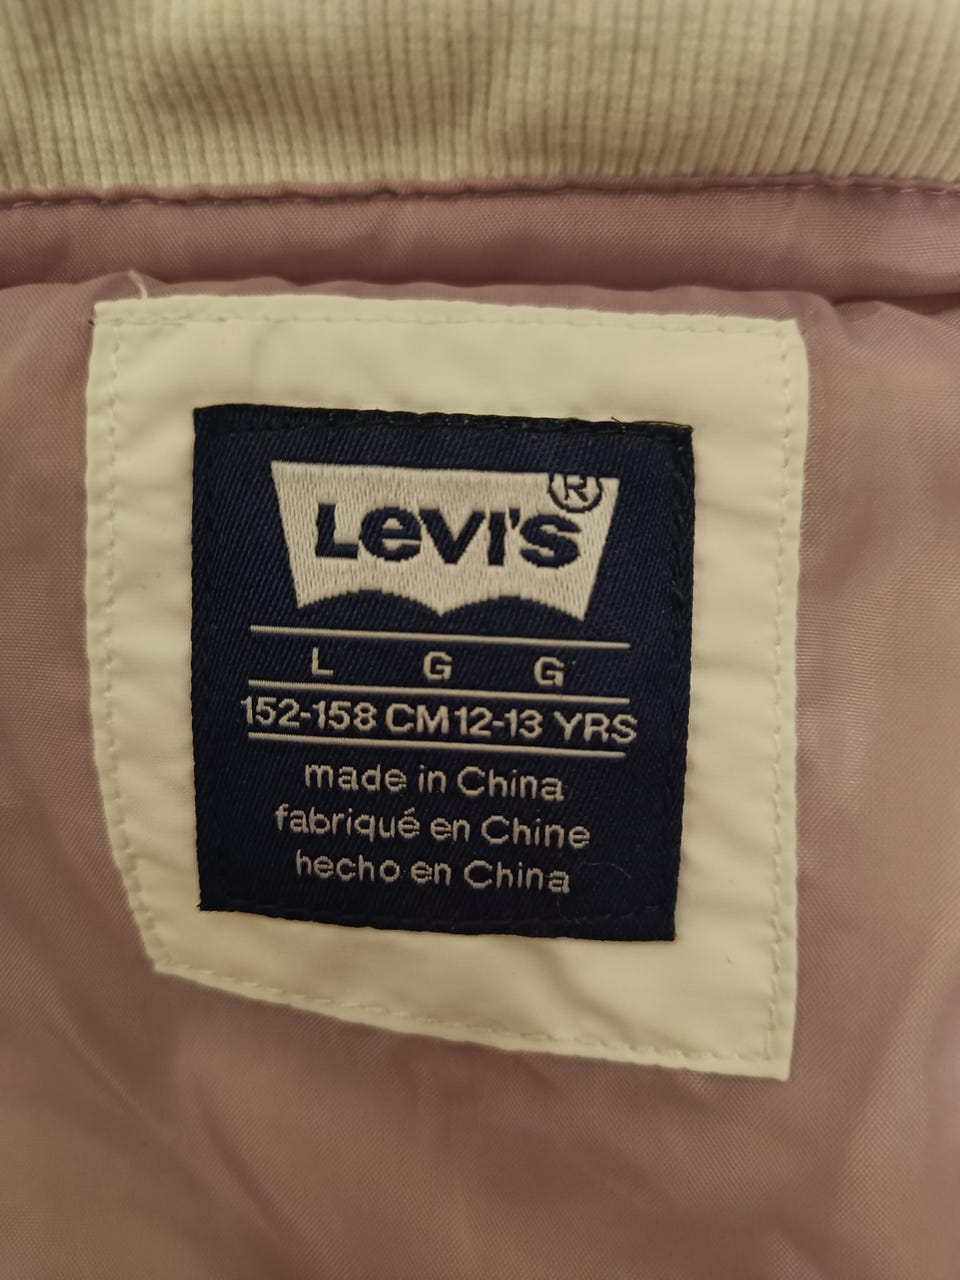 Levi's ®
L G G
152-158 CM 12-13 YRS
made in China
fabriqué en Chine
hecho en China